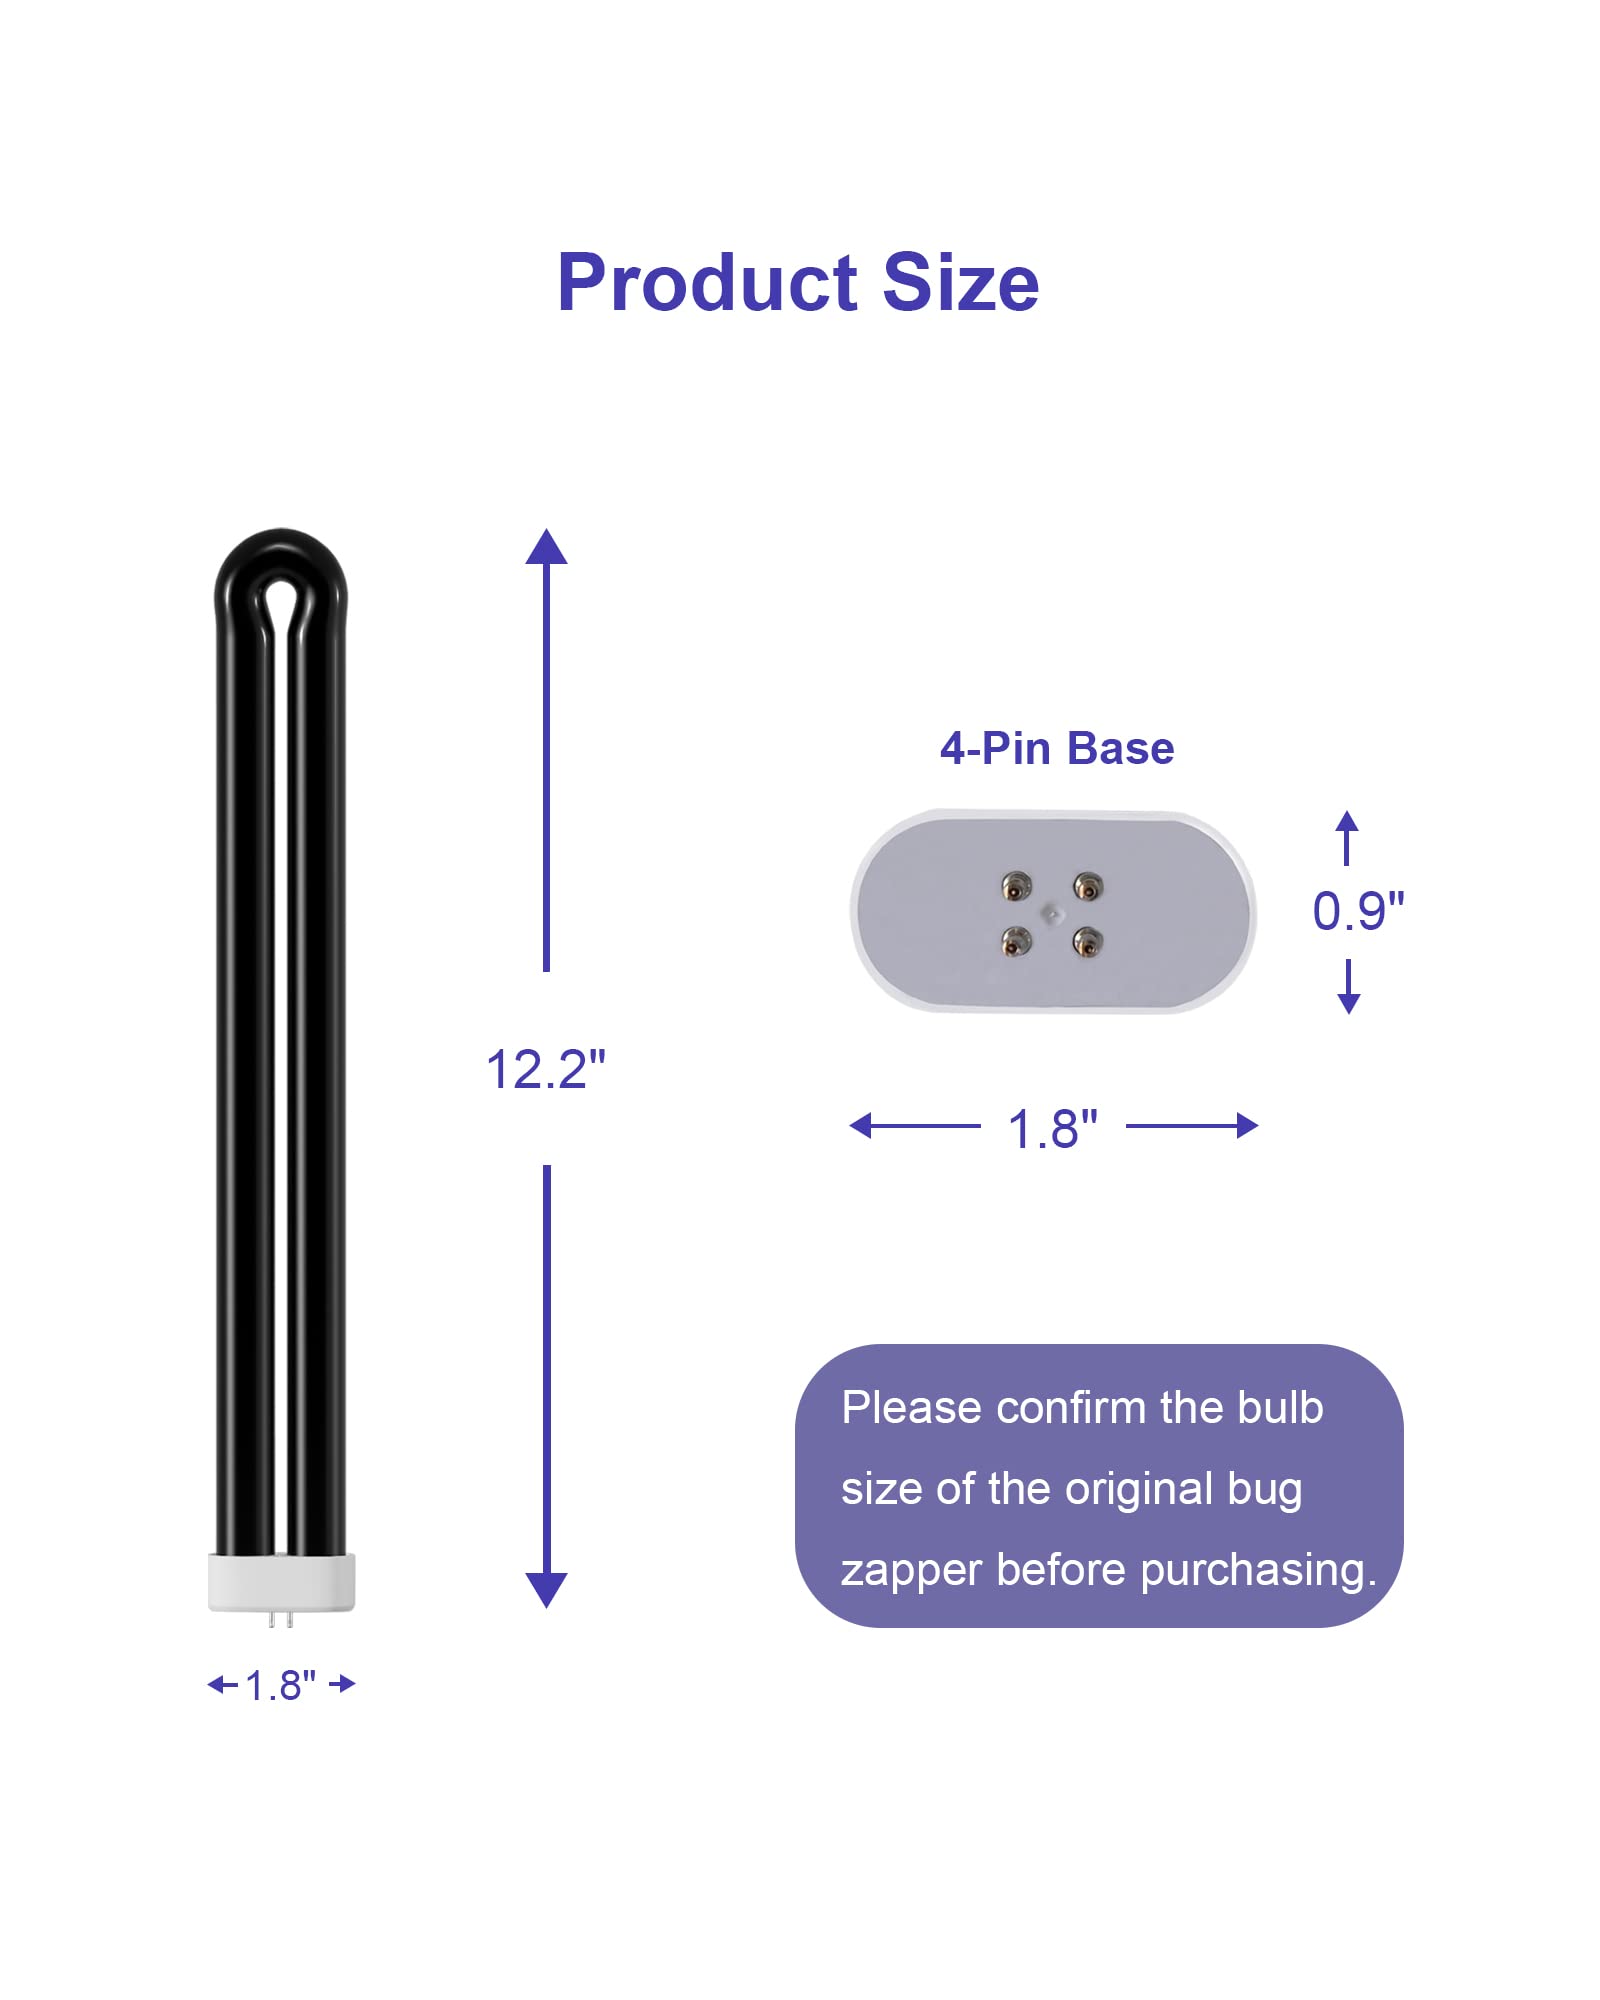 Product Size
4-Pin Base
0.9"
12.2"
1.8"
Please confirm the bulb
size of the original bug
zapper before purchasing.
1.8"